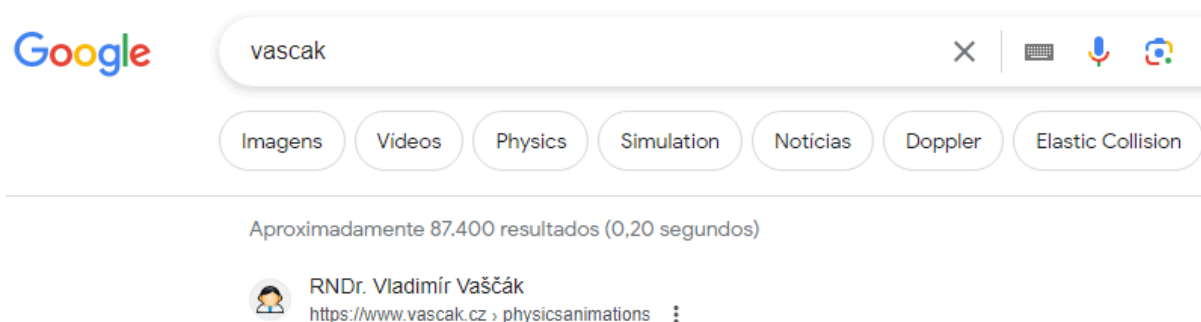 Google vascak
Imagens Vídeos Physics Simulation Notícias Doppler Elastic Collision
Aproximadamente 87.400 resultados (0,20 segundos)
RNDr. Vladimír Vaščák
https://www.vascak.cz › physicsanimations